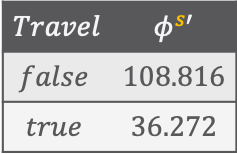 Travel ϕˢ′
false 108.816
true 36.272